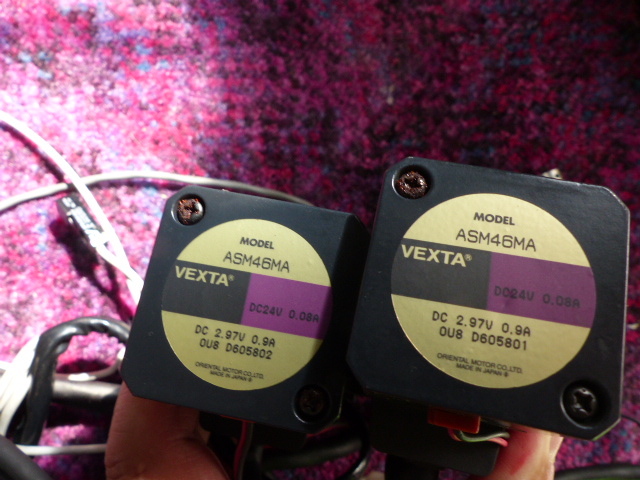 MODEL
ASM46MA
VEXTA®
DC24V 0.08A
DC 2.97V 0.9A
0U8 D605802
ORIENTAL MOTOR CO.,LTD.
MADE IN JAPAN
MODEL
ASM46MA
VEXTA®
DC24V 0.08A
DC 2.97V 0.9A
0U8 D605801
ORIENTAL MOTOR CO.,LTD.
MADE IN JAPAN